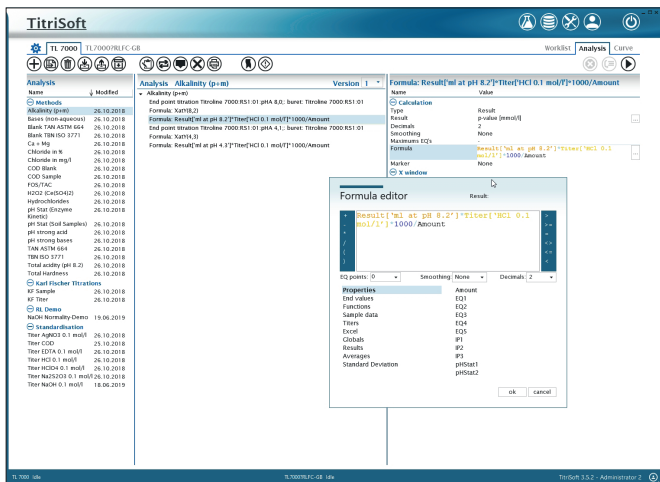 TitriSoft
TL 7000
TL70007RLFC-GB
Worklist Analysis Curve
Analysis
Name Modified
Methods
Alkalinity (p+m) 26.10.2018
Bases (non-aqueous) 26.10.2018
Blank TAN ASTM 664 26.10.2018
Blank TBN ISO 3771 26.10.2018
Ca + Mg 26.10.2018
Chloride in % 26.10.2018
Chloride in mg/l 26.10.2018
COD Blank 26.10.2018
COD Sample 26.10.2018
FOS/TAC 26.10.2018
H2O2 (Ce(SO4)2) 26.10.2018
Hydrochlorides 26.10.2018
pH Stat (Enzyme Kinetic) 26.10.2018
pH Stat (Soil Samples) 26.10.2018
pH strong acid 26.10.2018
pH strong bases 26.10.2018
TAN ASTM 664 26.10.2018
TBN ISO 3771 26.10.2018
Total acidity (pH 8.2) 26.10.2018
Total Hardness 26.10.2018
Karl Fischer Titrations
KF Sample 26.10.2018
KF Titer 26.10.2018
RL Demo
NaOH Normality-Demo 19.06.2019
Standardisation
Titer AgNO3 0.1 mol/l 26.10.2018
Titer COD 25.10.2018
Titer EDTA 0.1 mol/l 26.10.2018
Titer HCl 0.1 mol/l 26.10.2018
Titer HClO4 0.1 mol/l 26.10.2018
Titer Na2S2O3 0.1 mol/l 26.10.2018
Titer NaOH 0.1 mol/l 18.06.2019
Analysis Alkalinity (p+m) Version 1
Alkalinity (p+m)
End point titration Titroline 7000:RS1:01 pHA 8,0;: buret: Titroline 7000:RS1:01
Formula: XatY(8,2)
Formula: Result['ml at pH 8.2']*Titer['HCl 0.1 mol/l']*1000/Amount
End point titration Titroline 7000:RS1:01 pHA 4,1;: buret: Titroline 7000:RS1:01
Formula: XatY(4,3)
Formula: Result['ml at pH 4.3']*Titer['HCl 0.1 mol/l']*1000/Amount
Formula: Result['ml at pH 8.2']*Titer['HCl 0.1 mol/l']*1000/Amount
Name Value
Calculation
Type Result
Result p-value [mmol/l] ...
Decimals 2
Smoothing None
Maximums EQ's -
Formula Result['ml at pH 8.2']*Titer['HCl 0.1 mol/l']*1000/Amount ...
Marker None
X window
Formula editor Result:
+ - * / ( )
Result['ml at pH 8.2']*Titer['HCl 0.1 mol/l']*1000/Amount
> >= = <> <= <
EQ points: 0 Smoothing: None Decimals: 2
Properties Amount
End values EQ1
Functions EQ2
Sample data EQ3
Titers EQ4
Excel EQ5
Globals IP1
Results IP2
Averages IP3
Standard Deviation pHStat1
pHStat2
ok cancel
TL 7000 Idle
TL70007RLFC-GB Idle
TitriSoft 3.5.2 - Administrator 2